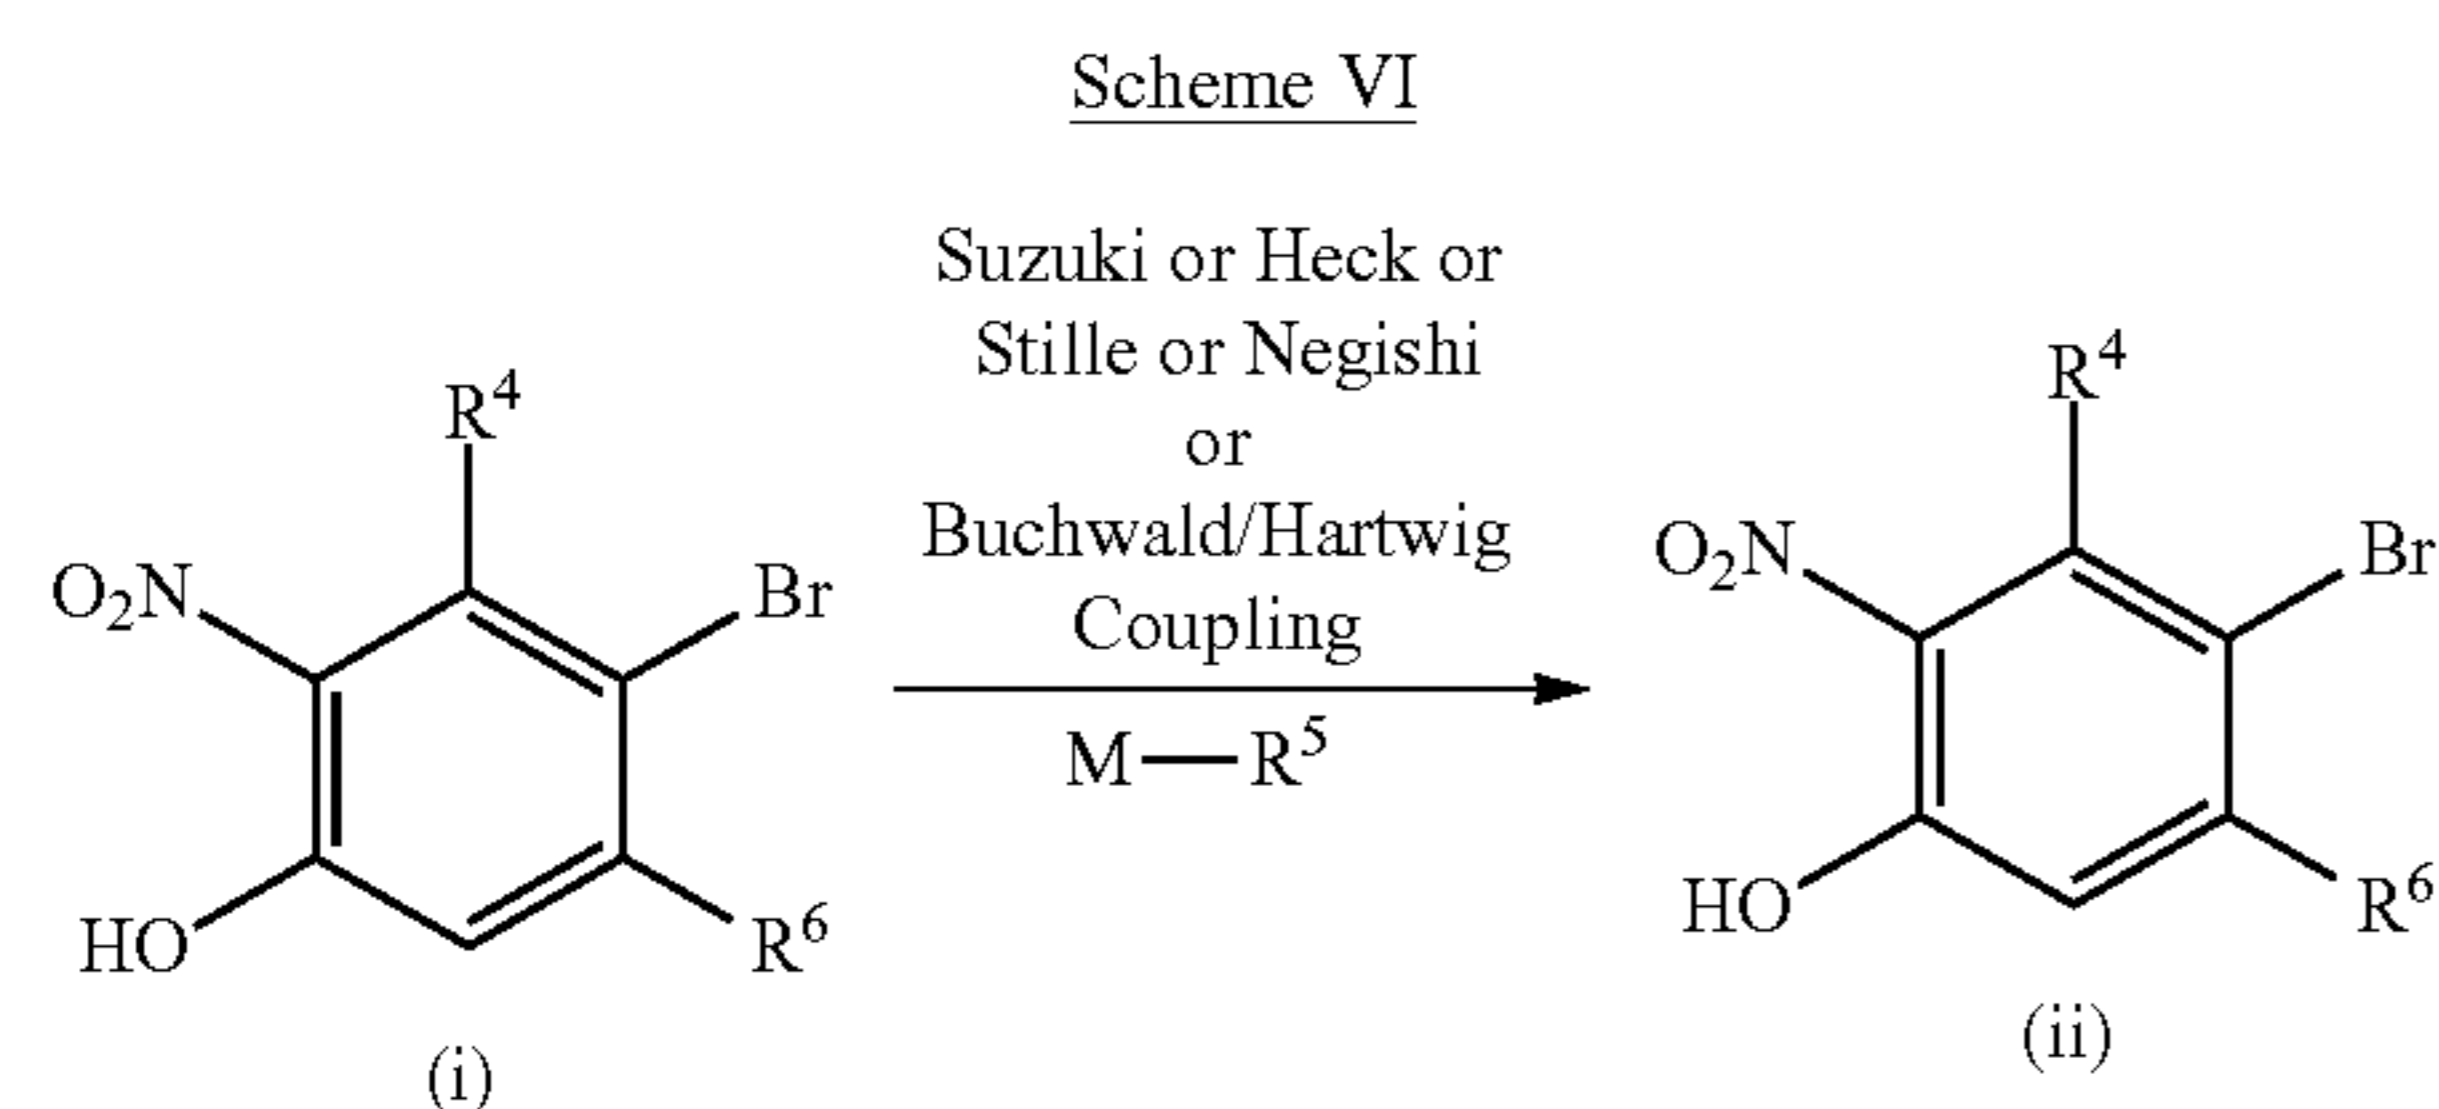 Scheme VI
Suzuki or Heck or
Stille or Negishi
or
Buchwald/Hartwig
Coupling
M—R⁵
R⁴
O₂N
Br
HO
R⁶
(i)
R⁴
O₂N
Br
HO
R⁶
(ii)